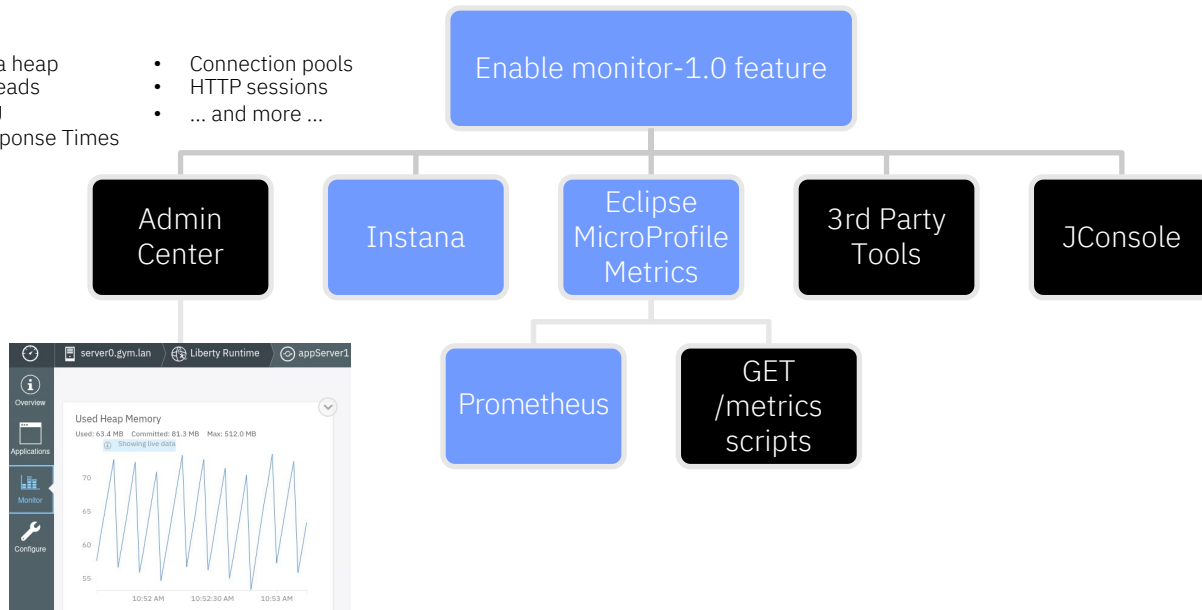 a heap
• Connection pools
• HTTP sessions
• ... and more ...
ponse Times
Enable monitor-1.0 feature
Admin
Center
Instana
Eclipse
MicroProfile
Metrics
3rd Party
Tools
JConsole
Prometheus
GET
/metrics
scripts
server0.gym.lan
Liberty Runtime
appServer1
Overview
Applications
Monitor
Configure
Used Heap Memory
Used: 63.4 MB Committed: 81.3 MB Max: 512.0 MB
Showing live data
70
65
60
55
10:52 AM 10:52:30 AM 10:53 AM